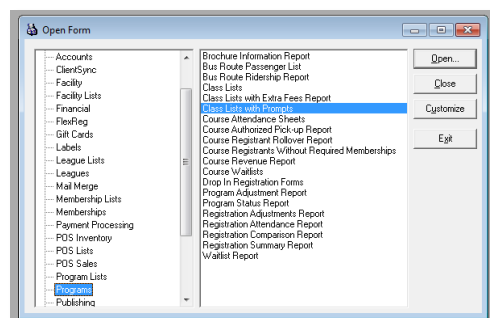 Open Form
Accounts
ClientSync
Facility
Facility Lists
Financial
FlexReg
Gift Cards
Labels
League Lists
Leagues
Mail Merge
Membership Lists
Memberships
Payment Processing
POS Inventory
POS Lists
POS Sales
Program Lists
Programs
Publishing
Brochure Information Report
Bus Route Passenger List
Bus Route Ridership Report
Class Lists
Class Lists with Extra Fees Report
Class Lists with Prompts
Course Attendance Sheets
Course Authorized Pick-up Report
Course Registrant Rollover Report
Course Registrants Without Required Memberships
Course Revenue Report
Course Waitlists
Drop In Registration Forms
Program Adjustment Report
Program Status Report
Registration Adjustments Report
Registration Attendance Report
Registration Comparison Report
Registration Summary Report
Waitlist Report
Open...
Close
Customize
Exit